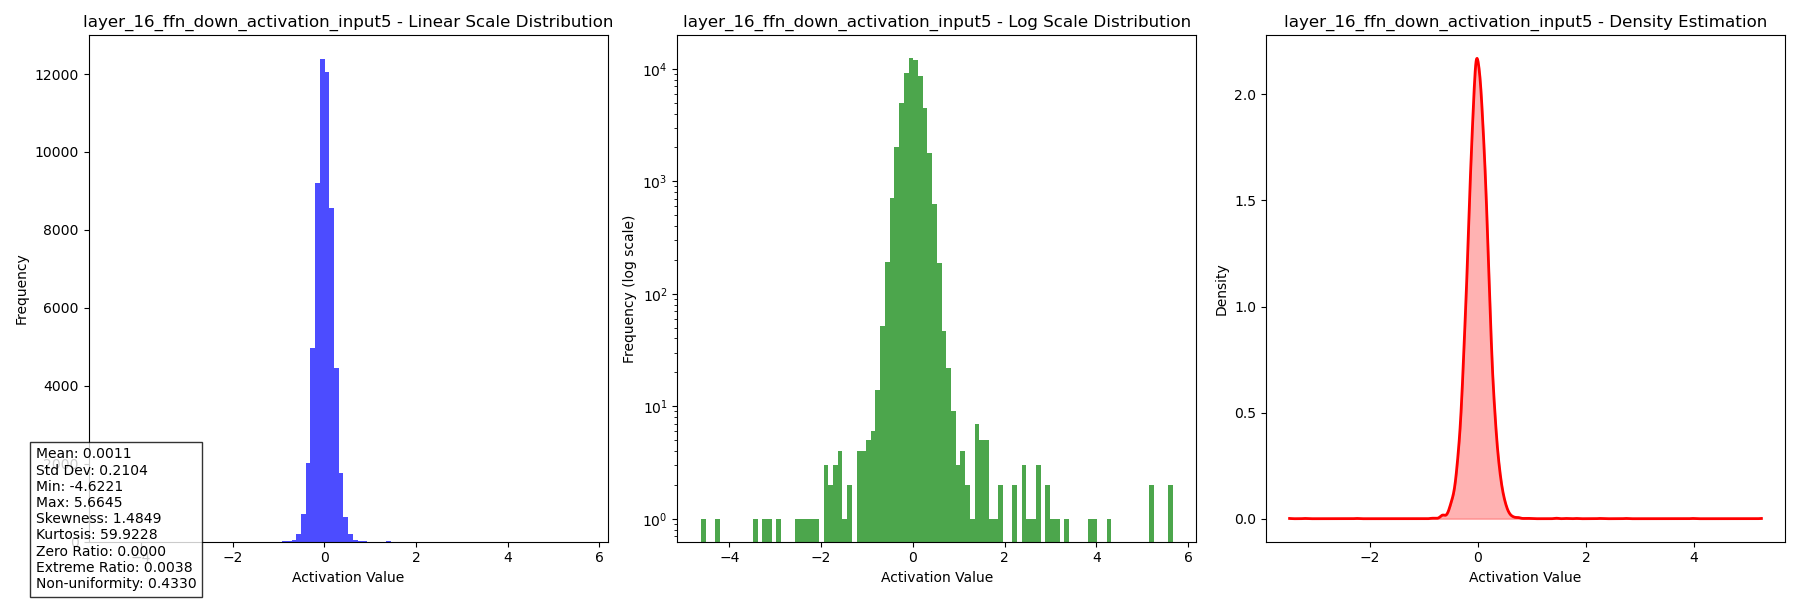 layer_16_ffn_down_activation_input5 - Linear Scale Distribution
12000
10000
8000
6000
4000
2000
0
Frequency
−4
−2
0
2
4
6
Activation Value
Mean: 0.0011
Std Dev: 0.2104
Min: -4.6221
Max: 5.6645
Skewness: 1.4849
Kurtosis: 59.9228
Zero Ratio: 0.0000
Extreme Ratio: 0.0038
Non-uniformity: 0.4330
layer_16_ffn_down_activation_input5 - Log Scale Distribution
10⁴
10³
10²
10¹
10⁰
Frequency (log scale)
−4
−2
0
2
4
6
Activation Value
layer_16_ffn_down_activation_input5 - Density Estimation
2.0
1.5
1.0
0.5
0.0
Density
−2
0
2
4
Activation Value